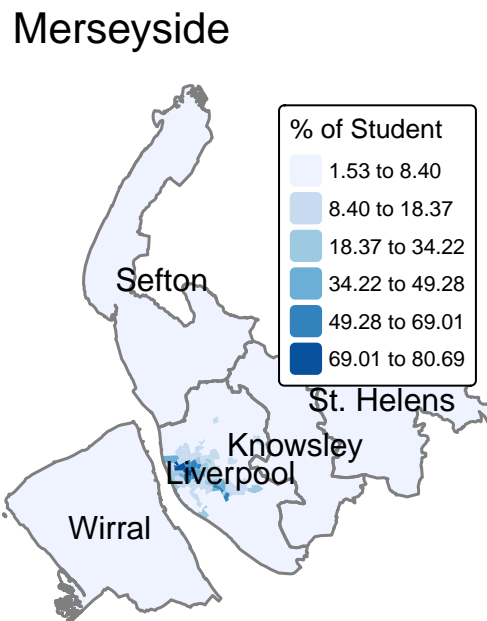 Merseyside
% of Student
1.53 to 8.40
8.40 to 18.37
18.37 to 34.22
34.22 to 49.28
49.28 to 69.01
69.01 to 80.69
Sefton
St. Helens
Knowsley
Liverpool
Wirral